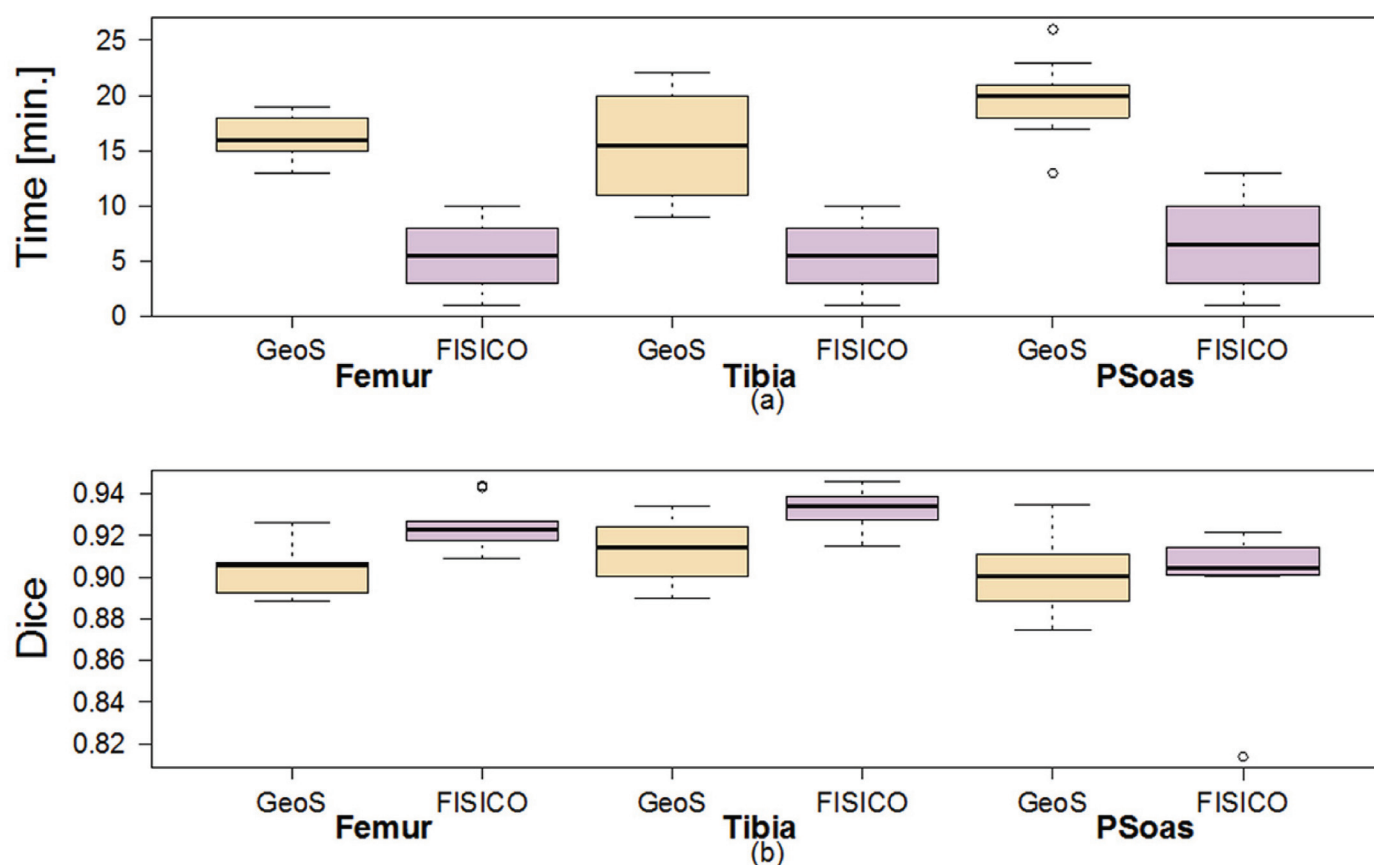 Time [min.]
25
20
15
10
5
0
GeoS FISICO GeoS FISICO GeoS FISICO
Femur Tibia PSoas
(a)
Dice
0.94
0.92
0.90
0.88
0.86
0.84
0.82
GeoS FISICO GeoS FISICO GeoS FISICO
Femur Tibia PSoas
(b)